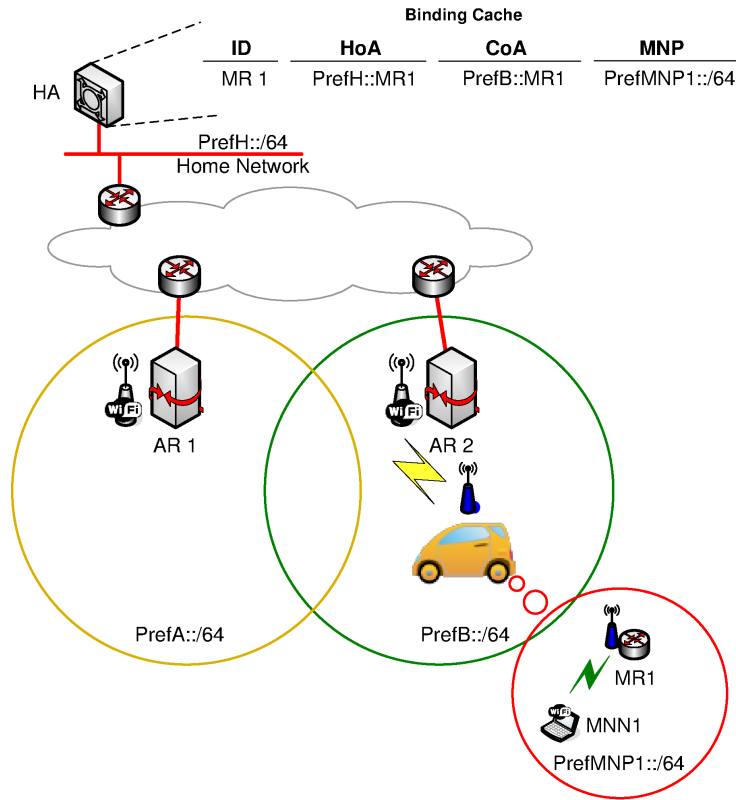 Binding Cache
ID HoA CoA MNP
MR 1 PrefH::MR1 PrefB::MR1 PrefMNP1::/64
HA
PrefH::/64
Home Network
Wi Fi
AR 1
Wi Fi
AR 2
PrefA::/64
PrefB::/64
MR1
Wi Fi
MNN1
PrefMNP1::/64